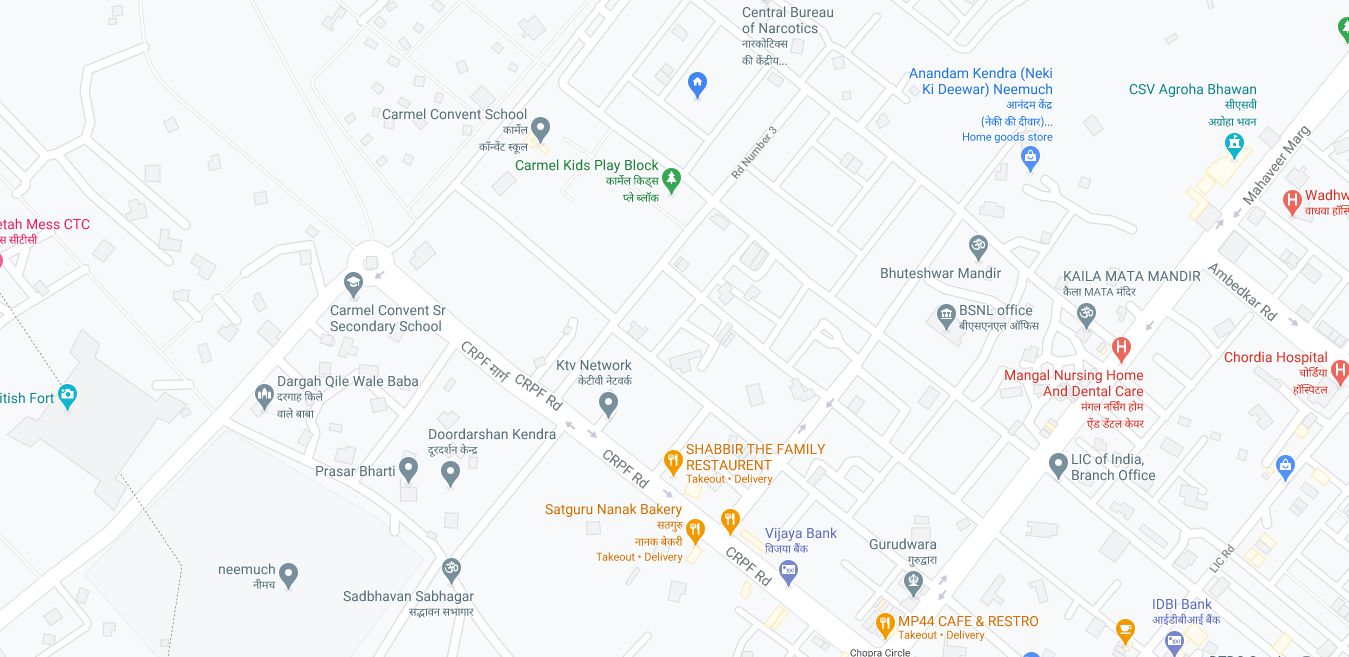 Central Bureau
of Narcotics
नारकोटिक्स
की केंद्रीय...
Anandam Kendra (Neki
Ki Deewar) Neemuch
आनंदम केंद्र
(नेकी की दीवार)...
Home goods store
CSV Agroha Bhawan
सीएसवी
अग्रोहा भवन
Carmel Convent School
कार्मेल
कॉन्वेंट स्कूल
Carmel Kids Play Block
कार्मेल किड्स
प्ले ब्लॉक
Rd Number 3
Mahaveer Marg
Wadhw
वाधवा हॉस्पि
etah Mess CTC
स सीटीसी
Bhuteshwar Mandir
KAILA MATA MANDIR
कैला MATA मंदिर
Ambedkar Rd
Carmel Convent Sr
Secondary School
BSNL office
बीएसएनएल ऑफिस
CRPF मार्ग
CRPF Rd
Ktv Network
केटीवी नेटवर्क
Chordia Hospital
चोर्डिया
हॉस्पिटल
Mangal Nursing Home
And Dental Care
मंगल नर्सिंग होम
ऍंड डेंटल केयर
Dargah Qile Wale Baba
दरगाह किले
वाले बाबा
itish Fort
Doordarshan Kendra
दूरदर्शन केन्द्र
Prasar Bharti
CRPF Rd
SHABBIR THE FAMILY
RESTAURENT
Takeout • Delivery
LIC of India,
Branch Office
Satguru Nanak Bakery
सतगुरु
नानक बेकरी
Takeout • Delivery
Vijaya Bank
विजया बैंक
CRPF Rd
Gurudwara
गुरुद्वारा
LIC Rd
neemuch
नीमच
Sadbhavan Sabhagar
सद्भावन सभागार
IDBI Bank
आईडीबीआई बैंक
MP44 CAFE & RESTRO
Takeout • Delivery
Chopra Circle